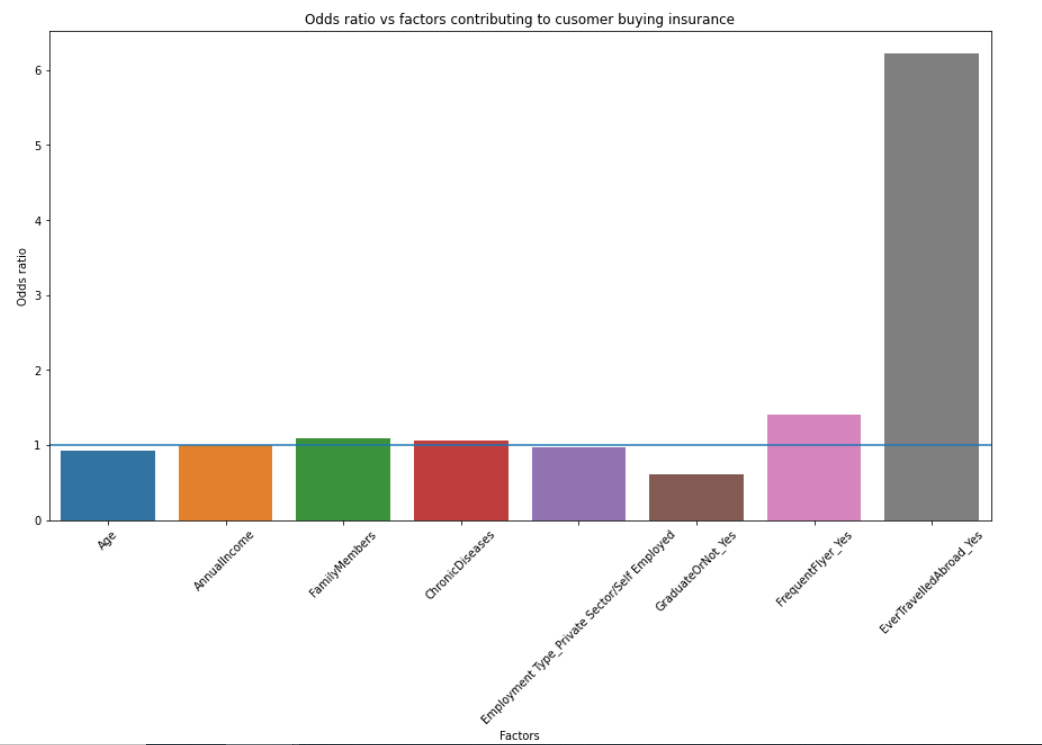 Odds ratio vs factors contributing to cusomer buying insurance
Odds ratio
6
5
4
3
2
1
0
Age
AnnualIncome
FamilyMembers
ChronicDiseases
Employment Type_Private Sector/Self Employed
GraduateOrNot_Yes
FrequentFlyer_Yes
EverTravelledAbroad_Yes
Factors